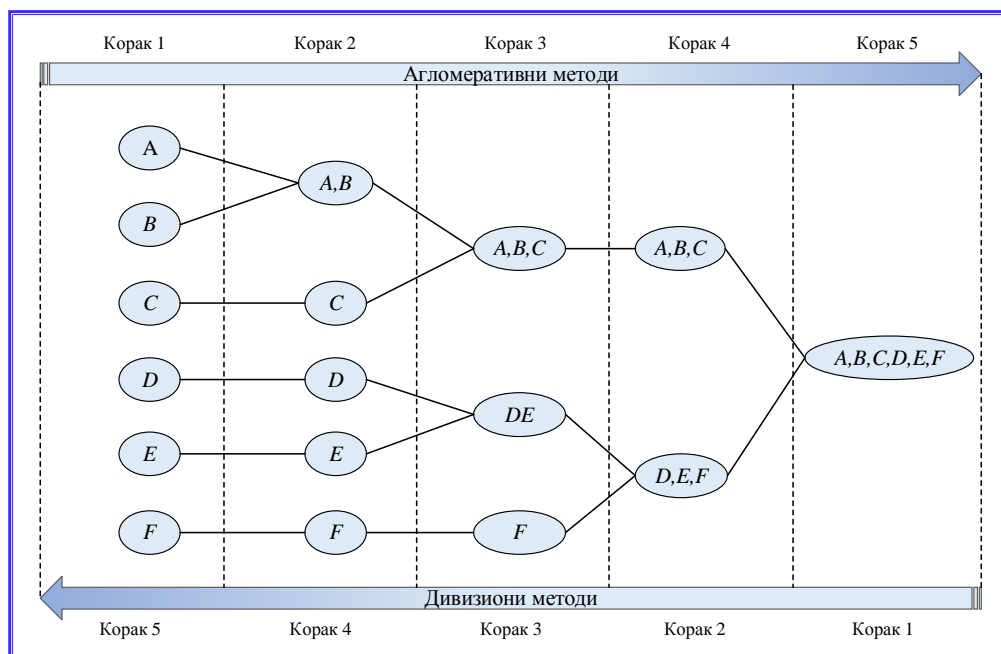 Корак 1 Корак 2 Корак 3 Корак 4 Корак 5
Агломеративни методи
A
A,B
B
A,B,C A,B,C
C C
A,B,C,D,E,F
D D
DE
E E
D,E,F
F F F
Дивизиони методи
Корак 5 Корак 4 Корак 3 Корак 2 Корак 1